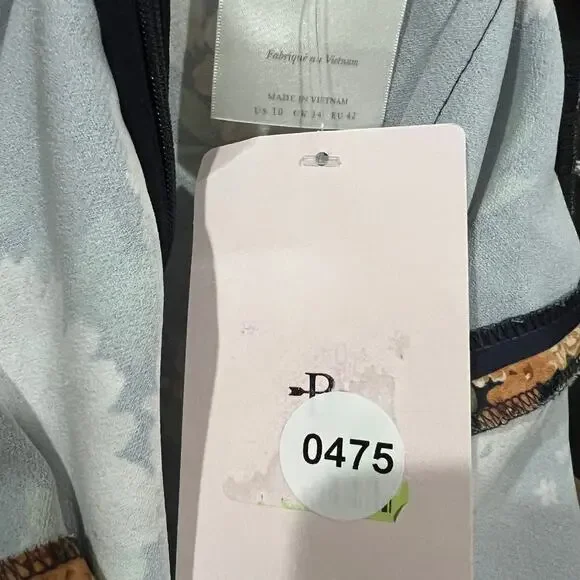 Fabriqué au Vietnam
MADE IN VIETNAM
US 10 UK 14 EU 42
P
0475